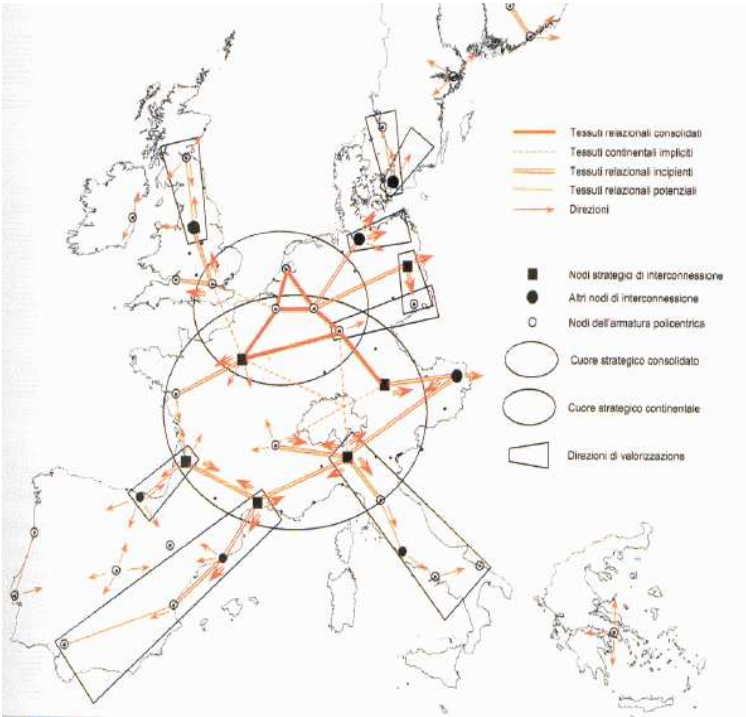 Tessuti relazionali consolidati
Tessuti continentali impliciti
Tessuti relazionali incipienti
Tessuti relazionali potenziali
Direzioni
Nodi strategici di interconnessione
Altri nodi di interconnessione
Nodi dell'armatura policentrica
Cuore strategico consolidato
Cuore strategico continentale
Direzioni di valorizzazione